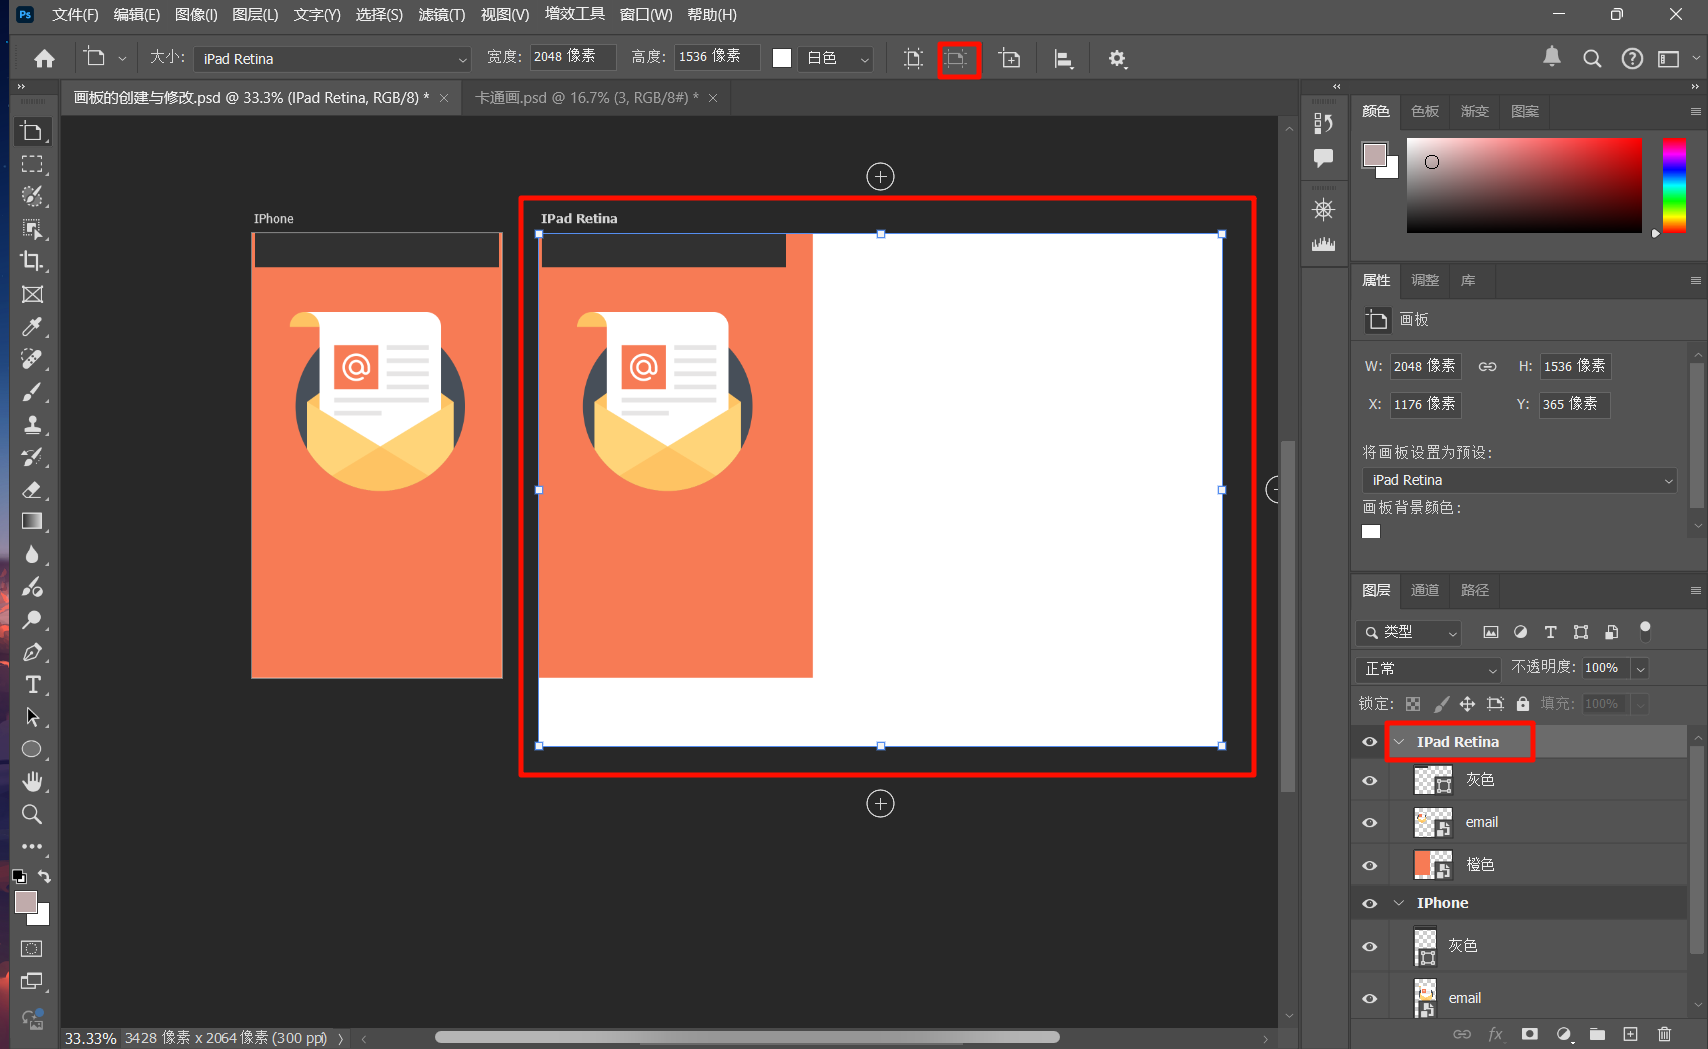 Ps 文件(F) 编辑(E) 图像(I) 图层(L) 文字(Y) 选择(S) 滤镜(T) 视图(V) 增效工具 窗口(W) 帮助(H)
大小: iPad Retina 宽度: 2048 像素 高度: 1536 像素 白色
画板的创建与修改.psd @ 33.3% (IPad Retina, RGB/8) * × 卡通画.psd @ 16.7% (3, RGB/8#) * ×
IPhone
IPad Retina
@
@
颜色 色板 渐变 图案
属性 调整 库
画板
W: 2048 像素 H: 1536 像素
X: 1176 像素 Y: 365 像素
将画板设置为预设:
iPad Retina
画板背景颜色:
图层 通道 路径
类型
正常 不透明度: 100%
锁定: 填充: 100%
IPad Retina
灰色
email
橙色
IPhone
灰色
email
fx
33.33% 3428 像素 x 2064 像素 (300 ppi)